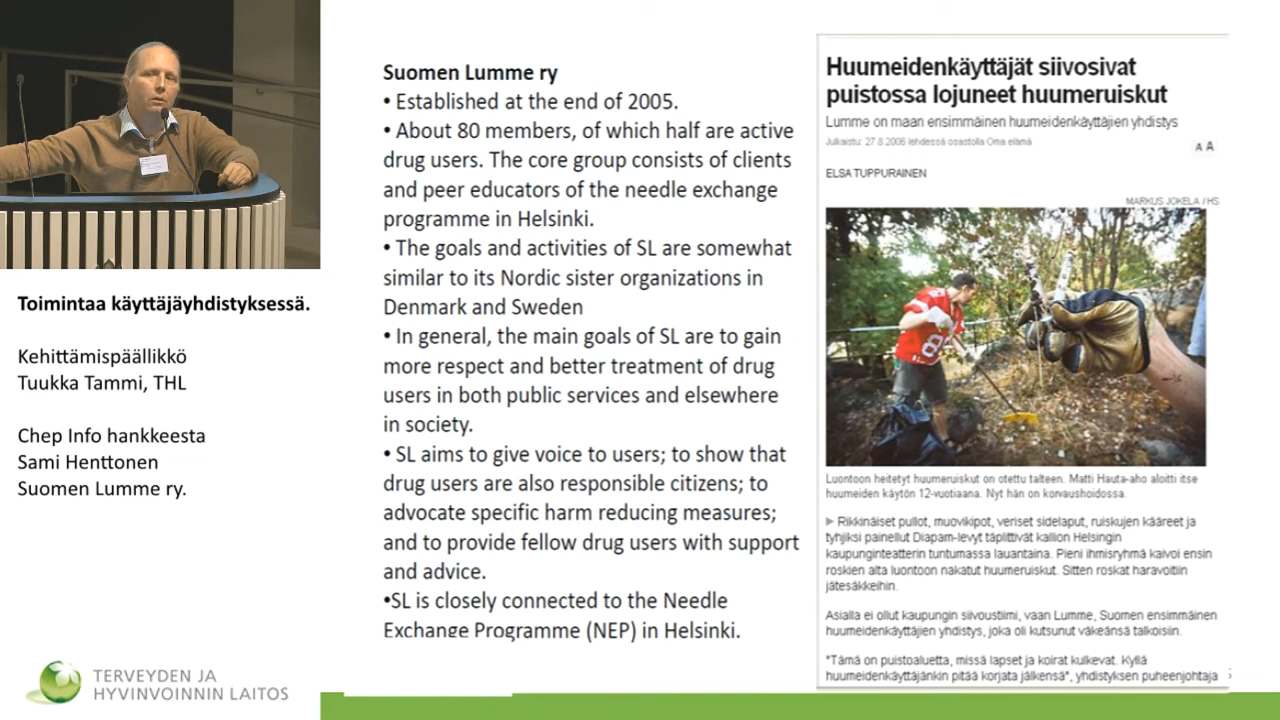 Toimintaa käyttäjäyhdistyksessä.
Kehittämispäällikkö
Tuukka Tammi, THL
Chep Info hankkeesta
Sami Henttonen
Suomen Lumme ry.
TERVEYDEN JA
HYVINVOINNIN LAITOS
Suomen Lumme ry
• Established at the end of 2005.
• About 80 members, of which half are active
drug users. The core group consists of clients
and peer educators of the needle exchange
programme in Helsinki.
• The goals and activities of SL are somewhat
similar to its Nordic sister organizations in
Denmark and Sweden
• In general, the main goals of SL are to gain
more respect and better treatment of drug
users in both public services and elsewhere
in society.
• SL aims to give voice to users; to show that
drug users are also responsible citizens; to
advocate specific harm reducing measures;
and to provide fellow drug users with support
and advice.
•SL is closely connected to the Needle
Exchange Programme (NEP) in Helsinki.
Huumeidenkäyttäjät siivosivat
puistossa lojuneet huumeruiskut
Lumme on maan ensimmäinen huumeidenkäyttäjien yhdistys
Julkaistu: 27.8.2006 lehdessä osastolla Oma elämä
A A
ELSA TUPPURAINEN
MARKUS JOKELA / HS
Luontoon heitetyt huumeruiskut on otettu talteen. Matti Hauta-aho aloitti itse
huumeiden käytön 12-vuotiaana. Nyt hän on korvaushoidossa.
Rikkinäiset pullot, muovikipot, veriset sidelaput, ruiskujen kääreet ja
tyhjiksi painellut Diapam-levyt täplittivät kallion Helsingin
kaupunginteatterin tuntumassa lauantaina. Pieni ihmisryhmä kaivoi ensin
roskien alta luontoon nakatut huumeruiskut. Sitten roskat haravoitiin
jätesäkkeihin.
Asialla ei ollut kaupungin siivoustiimi, vaan Lumme, Suomen ensimmäinen
huumeidenkäyttäjien yhdistys, joka oli kutsunut väkeänsä talkoisiin.
"Tämä on puistoaluetta, missä lapset ja koirat kulkevat. Kyllä
huumeidenkäyttäjänkin pitää korjata jälkensä", yhdistyksen puheenjohtaja